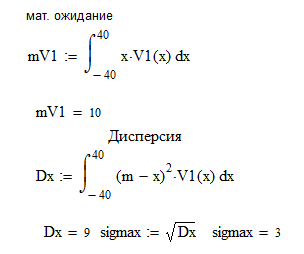 мат. ожидание
mV1 := ∫_{-40}^{40} x·V1(x) dx
mV1 = 10
Дисперсия
Dx := ∫_{-40}^{40} (m − x)²·V1(x) dx
Dx = 9 sigmax := √Dx sigmax = 3